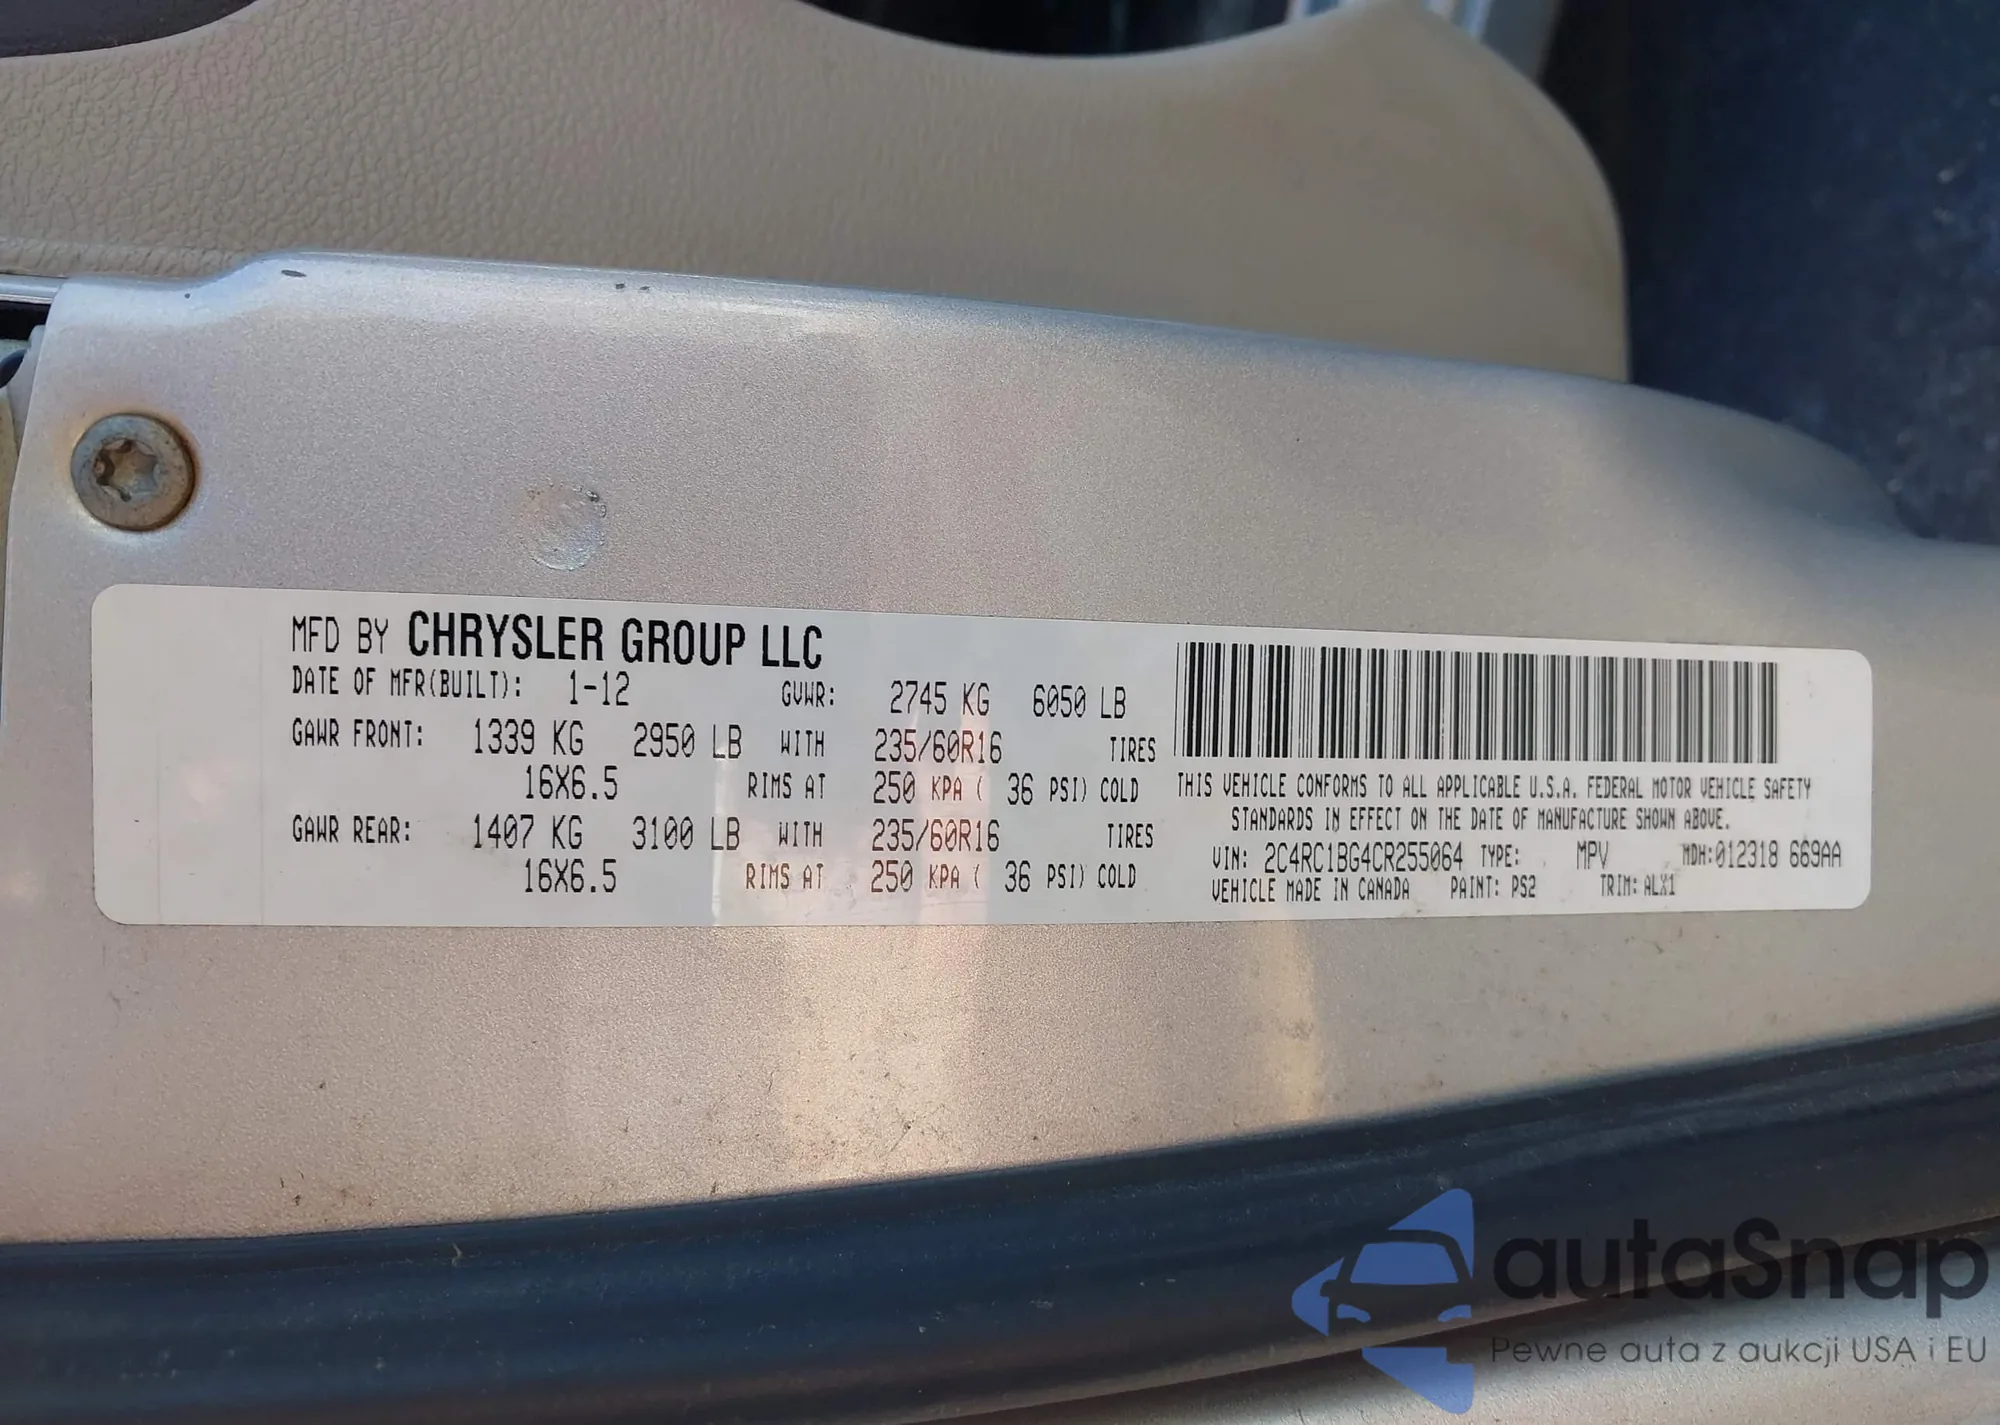 MFD BY CHRYSLER GROUP LLC
DATE OF MFR(BUILT): 1-12 GVWR: 2745 KG 6050 LB
GAWR FRONT: 1339 KG 2950 LB WITH 235/60R16 TIRES
16X6.5 RIMS AT 250 KPA ( 36 PSI) COLD
GAWR REAR: 1407 KG 3100 LB WITH 235/60R16 TIRES
16X6.5 RIMS AT 250 KPA ( 36 PSI) COLD
THIS VEHICLE CONFORMS TO ALL APPLICABLE U.S.A. FEDERAL MOTOR VEHICLE SAFETY
STANDARDS IN EFFECT ON THE DATE OF MANUFACTURE SHOWN ABOVE.
VIN: 2C4RC1BG4CR255064 TYPE: MPV MDH:012318 669AA
VEHICLE MADE IN CANADA PAINT: PS2 TRIM: ALX1
autaSnap
Pewne auta z aukcji USA i EU